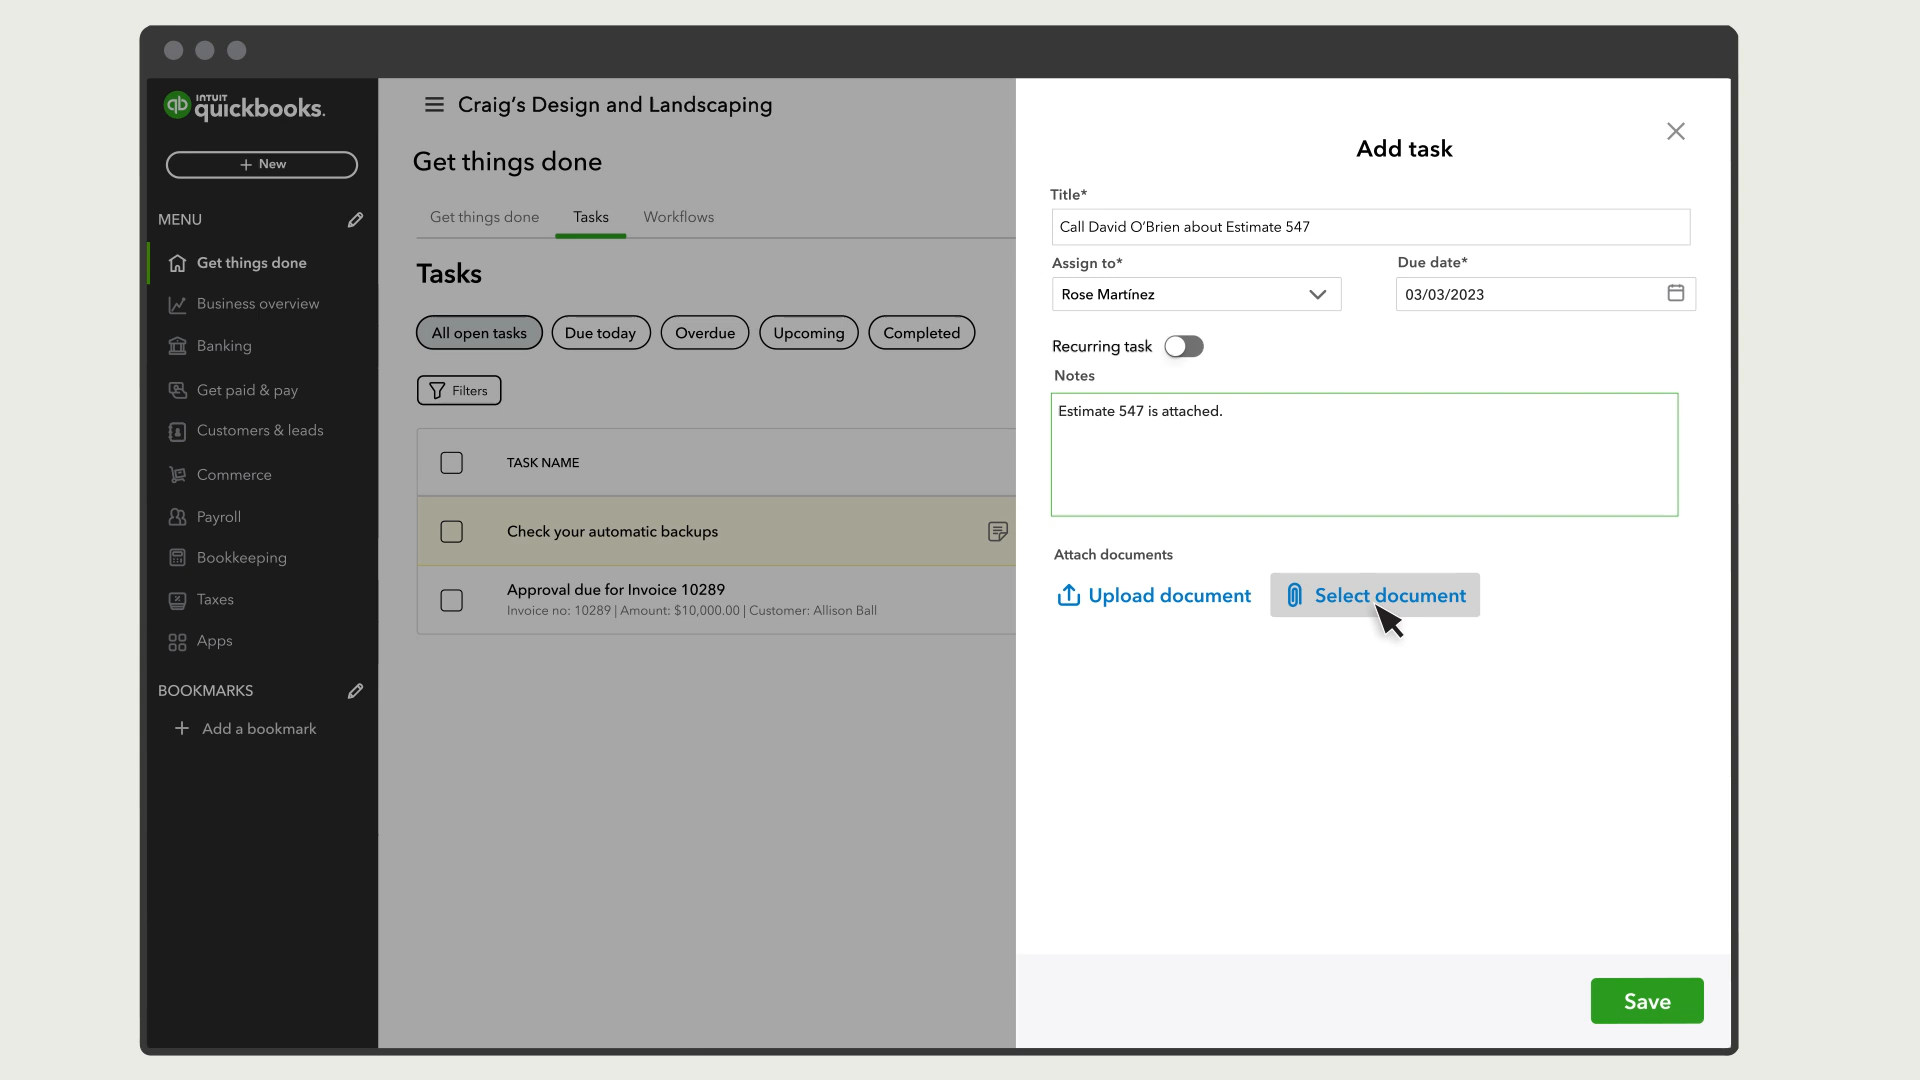 INTUIT
quickbooks.
+ New
MENU
Get things done
Business overview
Banking
Get paid & pay
Customers & leads
Commerce
Payroll
Bookkeeping
Taxes
Apps
BOOKMARKS
+ Add a bookmark
Craig's Design and Landscaping
Get things done
Get things done Tasks Workflows
Tasks
All open tasks Due today Overdue Upcoming Completed
Filters
TASK NAME
Check your automatic backups
Approval due for Invoice 10289
Invoice no: 10289 | Amount: $10,000.00 | Customer: Allison Ball
Add task
Title*
Call David O'Brien about Estimate 547
Assign to* Due date*
Rose Martínez 03/03/2023
Recurring task
Notes
Estimate 547 is attached.
Attach documents
Upload document Select document
Save